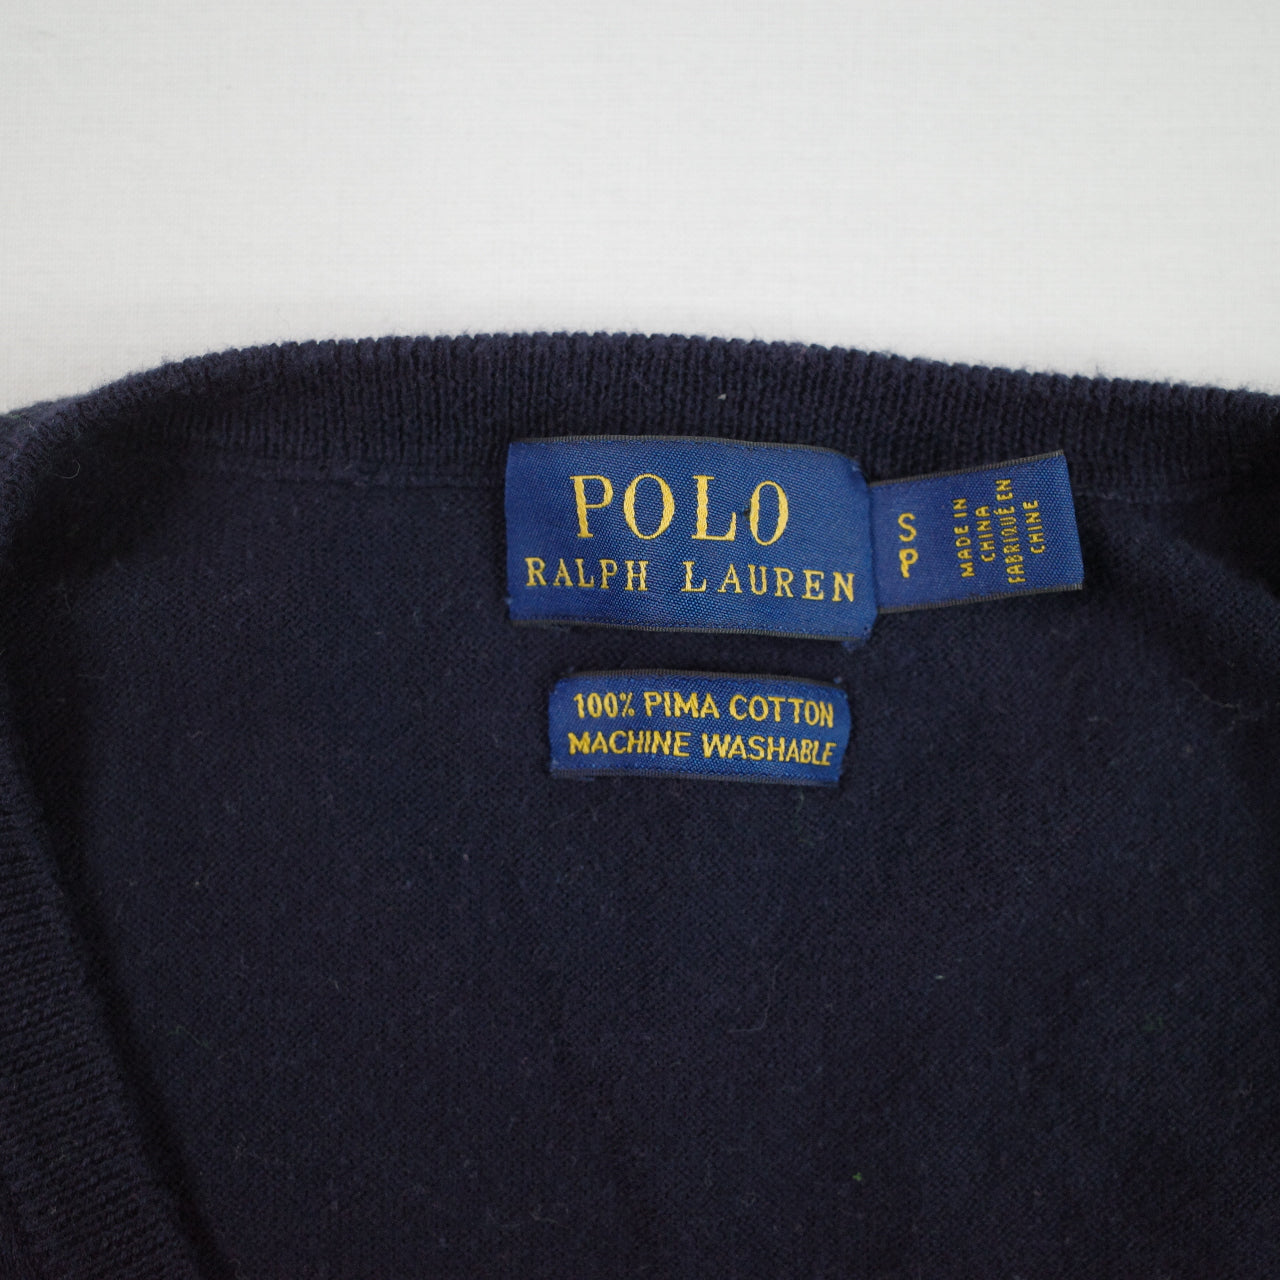 POLO
RALPH LAUREN
S
P
MADE IN
CHINA
FABRIQUÉ EN
CHINE
100% PIMA COTTON
MACHINE WASHABLE